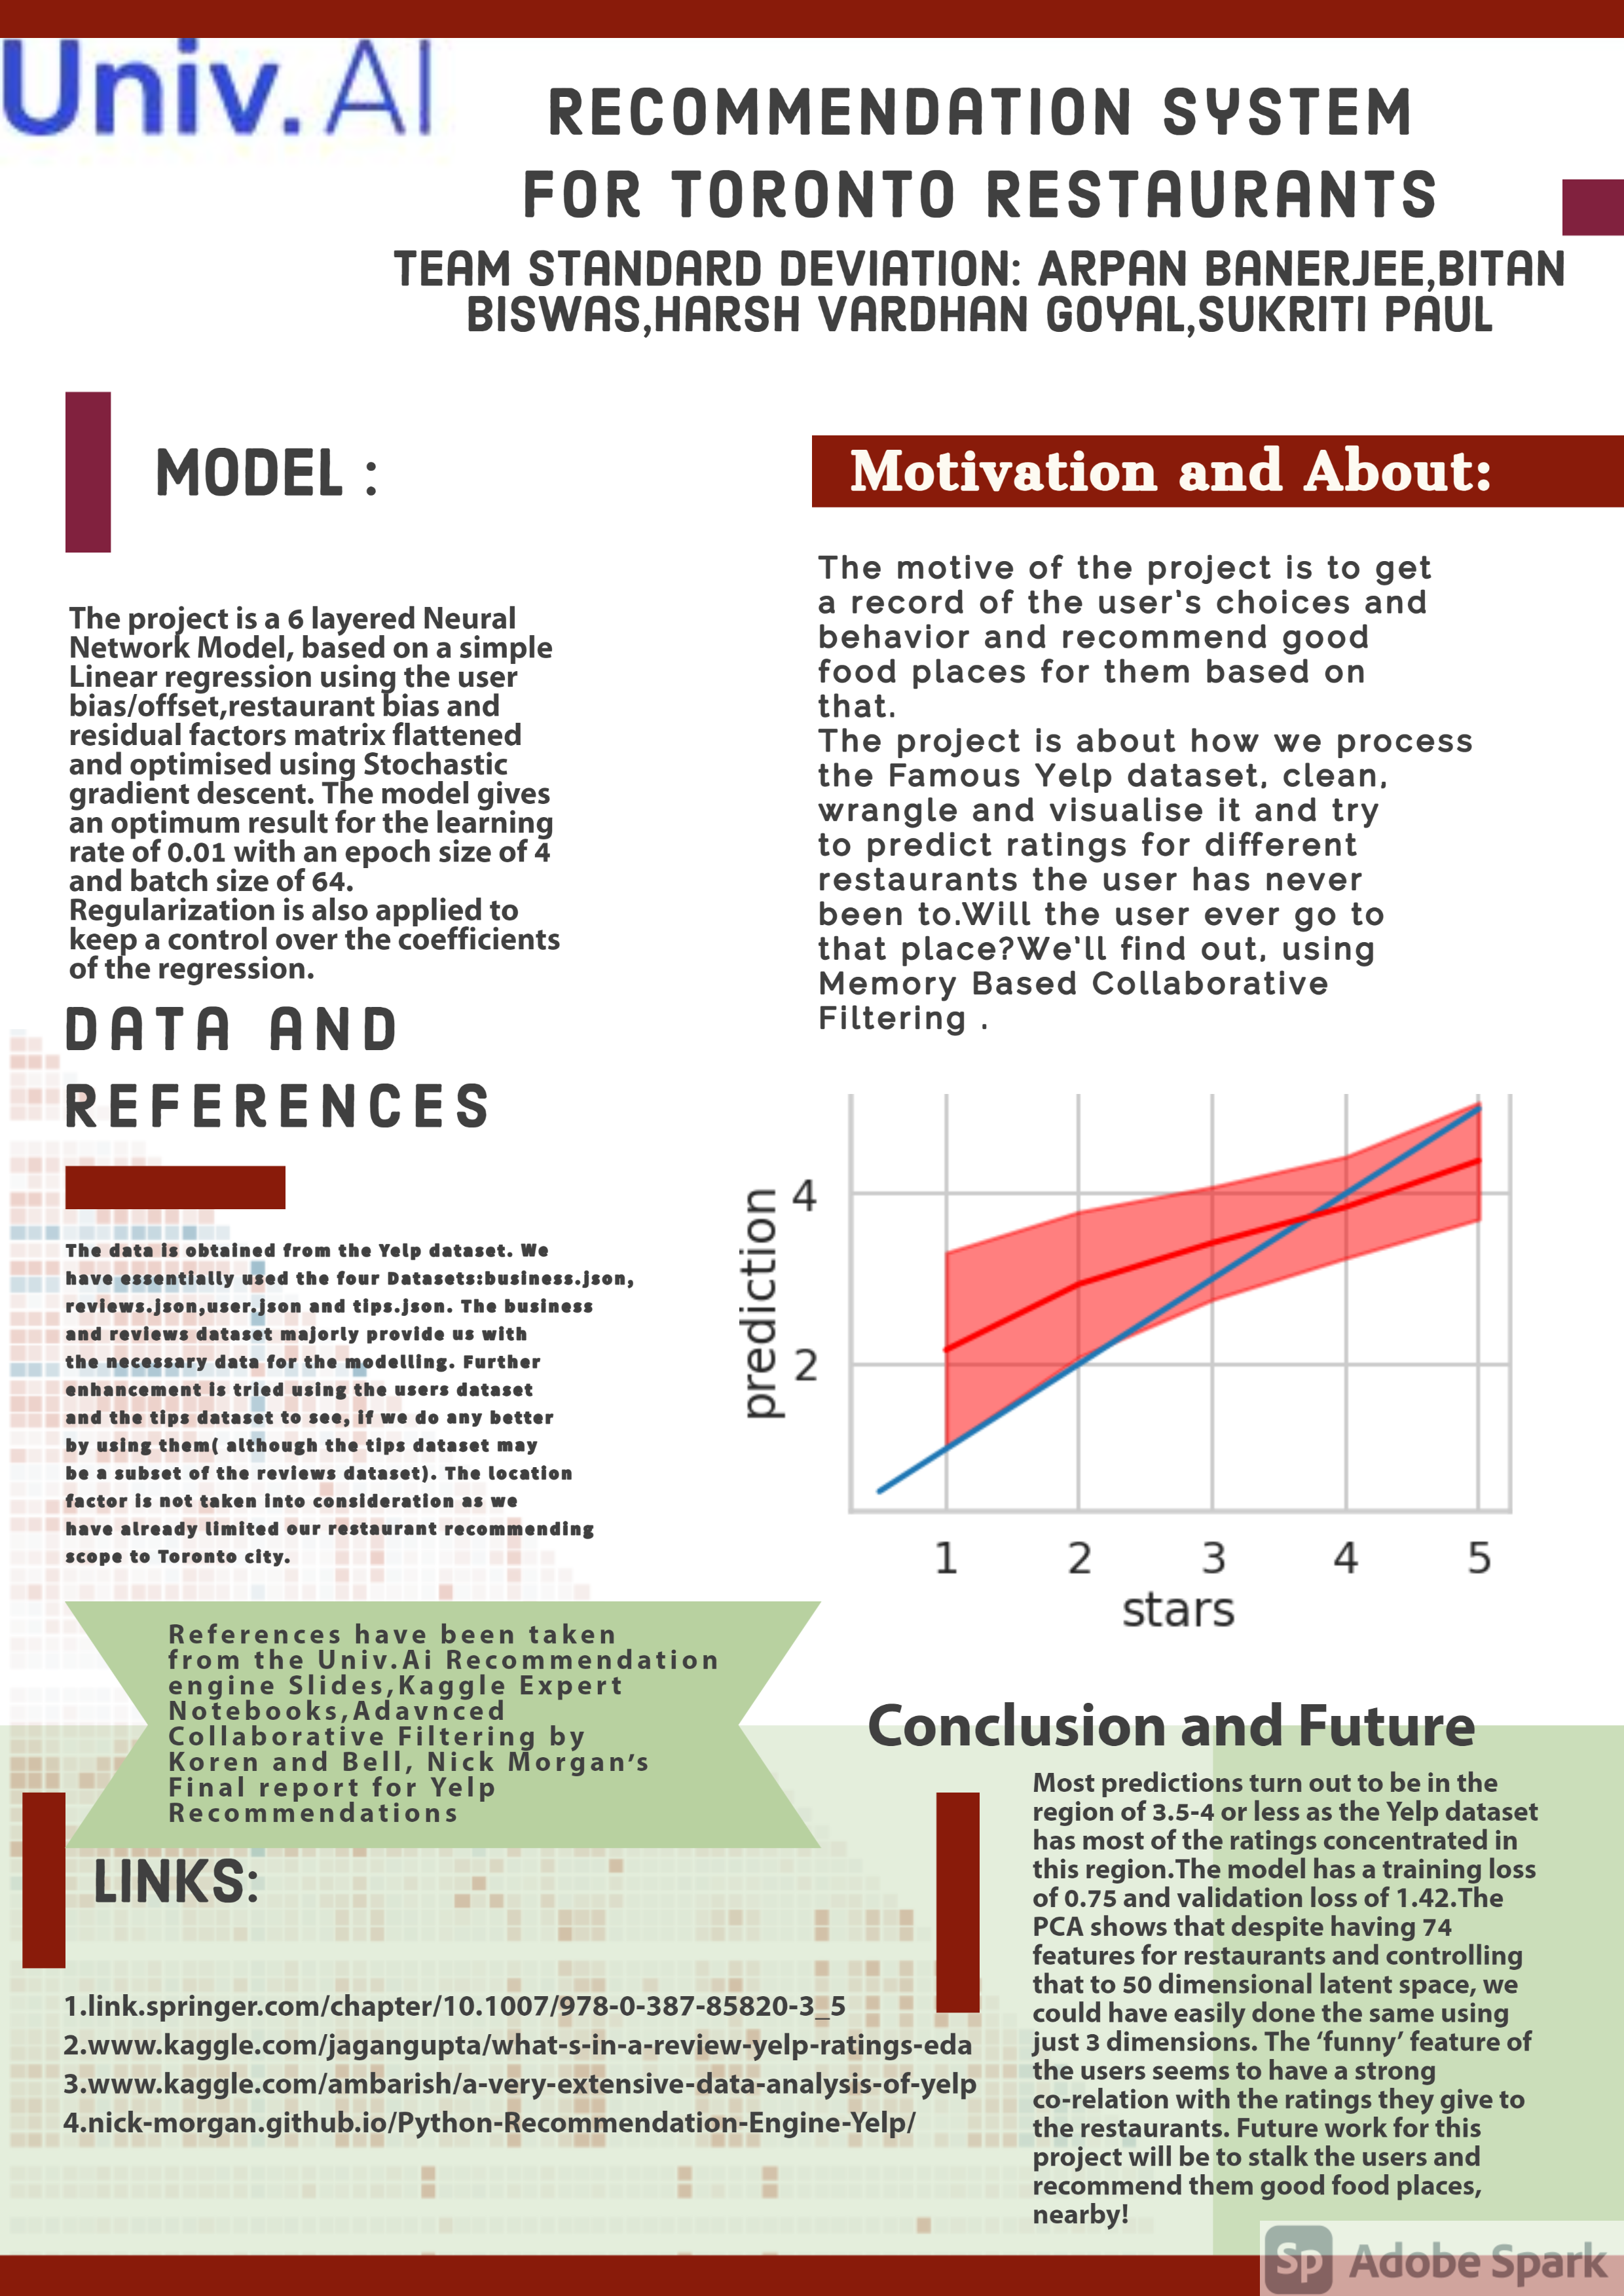 Univ.AI
RECOMMENDATION SYSTEM
FOR TORONTO RESTAURANTS
TEAM STANDARD DEVIATION: ARPAN BANERJEE,BITAN
BISWAS,HARSH VARDHAN GOYAL,SUKRITI PAUL
MODEL :
The project is a 6 layered Neural
Network Model, based on a simple
Linear regression using the user
bias/offset,restaurant bias and
residual factors matrix flattened
and optimised using Stochastic
gradient descent. The model gives
an optimum result for the learning
rate of 0.01 with an epoch size of 4
and batch size of 64.
Regularization is also applied to
keep a control over the coefficients
of the regression.
Motivation and About:
The motive of the project is to get
a record of the user's choices and
behavior and recommend good
food places for them based on
that.
The project is about how we process
the Famous Yelp dataset, clean,
wrangle and visualise it and try
to predict ratings for different
restaurants the user has never
been to.Will the user ever go to
that place?We'll find out, using
Memory Based Collaborative
Filtering .
DATA AND
REFERENCES
The data is obtained from the Yelp dataset. We
have essentially used the four Datasets:business.json,
reviews.json,user.json and tips.json. The business
and reviews dataset majorly provide us with
the necessary data for the modelling. Further
enhancement is tried using the users dataset
and the tips dataset to see, if we do any better
by using them( although the tips dataset may
be a subset of the reviews dataset). The location
factor is not taken into consideration as we
have already limited our restaurant recommending
scope to Toronto city.
prediction
4
2
1 2 3 4 5
stars
References have been taken
from the Univ.Ai Recommendation
engine Slides,Kaggle Expert
Notebooks,Adavnced
Collaborative Filtering by
Koren and Bell, Nick Morgan’s
Final report for Yelp
Recommendations
LINKS:
1.link.springer.com/chapter/10.1007/978-0-387-85820-3_5
2.www.kaggle.com/jagangupta/what-s-in-a-review-yelp-ratings-eda
3.www.kaggle.com/ambarish/a-very-extensive-data-analysis-of-yelp
4.nick-morgan.github.io/Python-Recommendation-Engine-Yelp/
Conclusion and Future
Most predictions turn out to be in the
region of 3.5-4 or less as the Yelp dataset
has most of the ratings concentrated in
this region.The model has a training loss
of 0.75 and validation loss of 1.42.The
PCA shows that despite having 74
features for restaurants and controlling
that to 50 dimensional latent space, we
could have easily done the same using
just 3 dimensions. The ‘funny’ feature of
the users seems to have a strong
co-relation with the ratings they give to
the restaurants. Future work for this
project will be to stalk the users and
recommend them good food places,
nearby!
Sp Adobe Spark